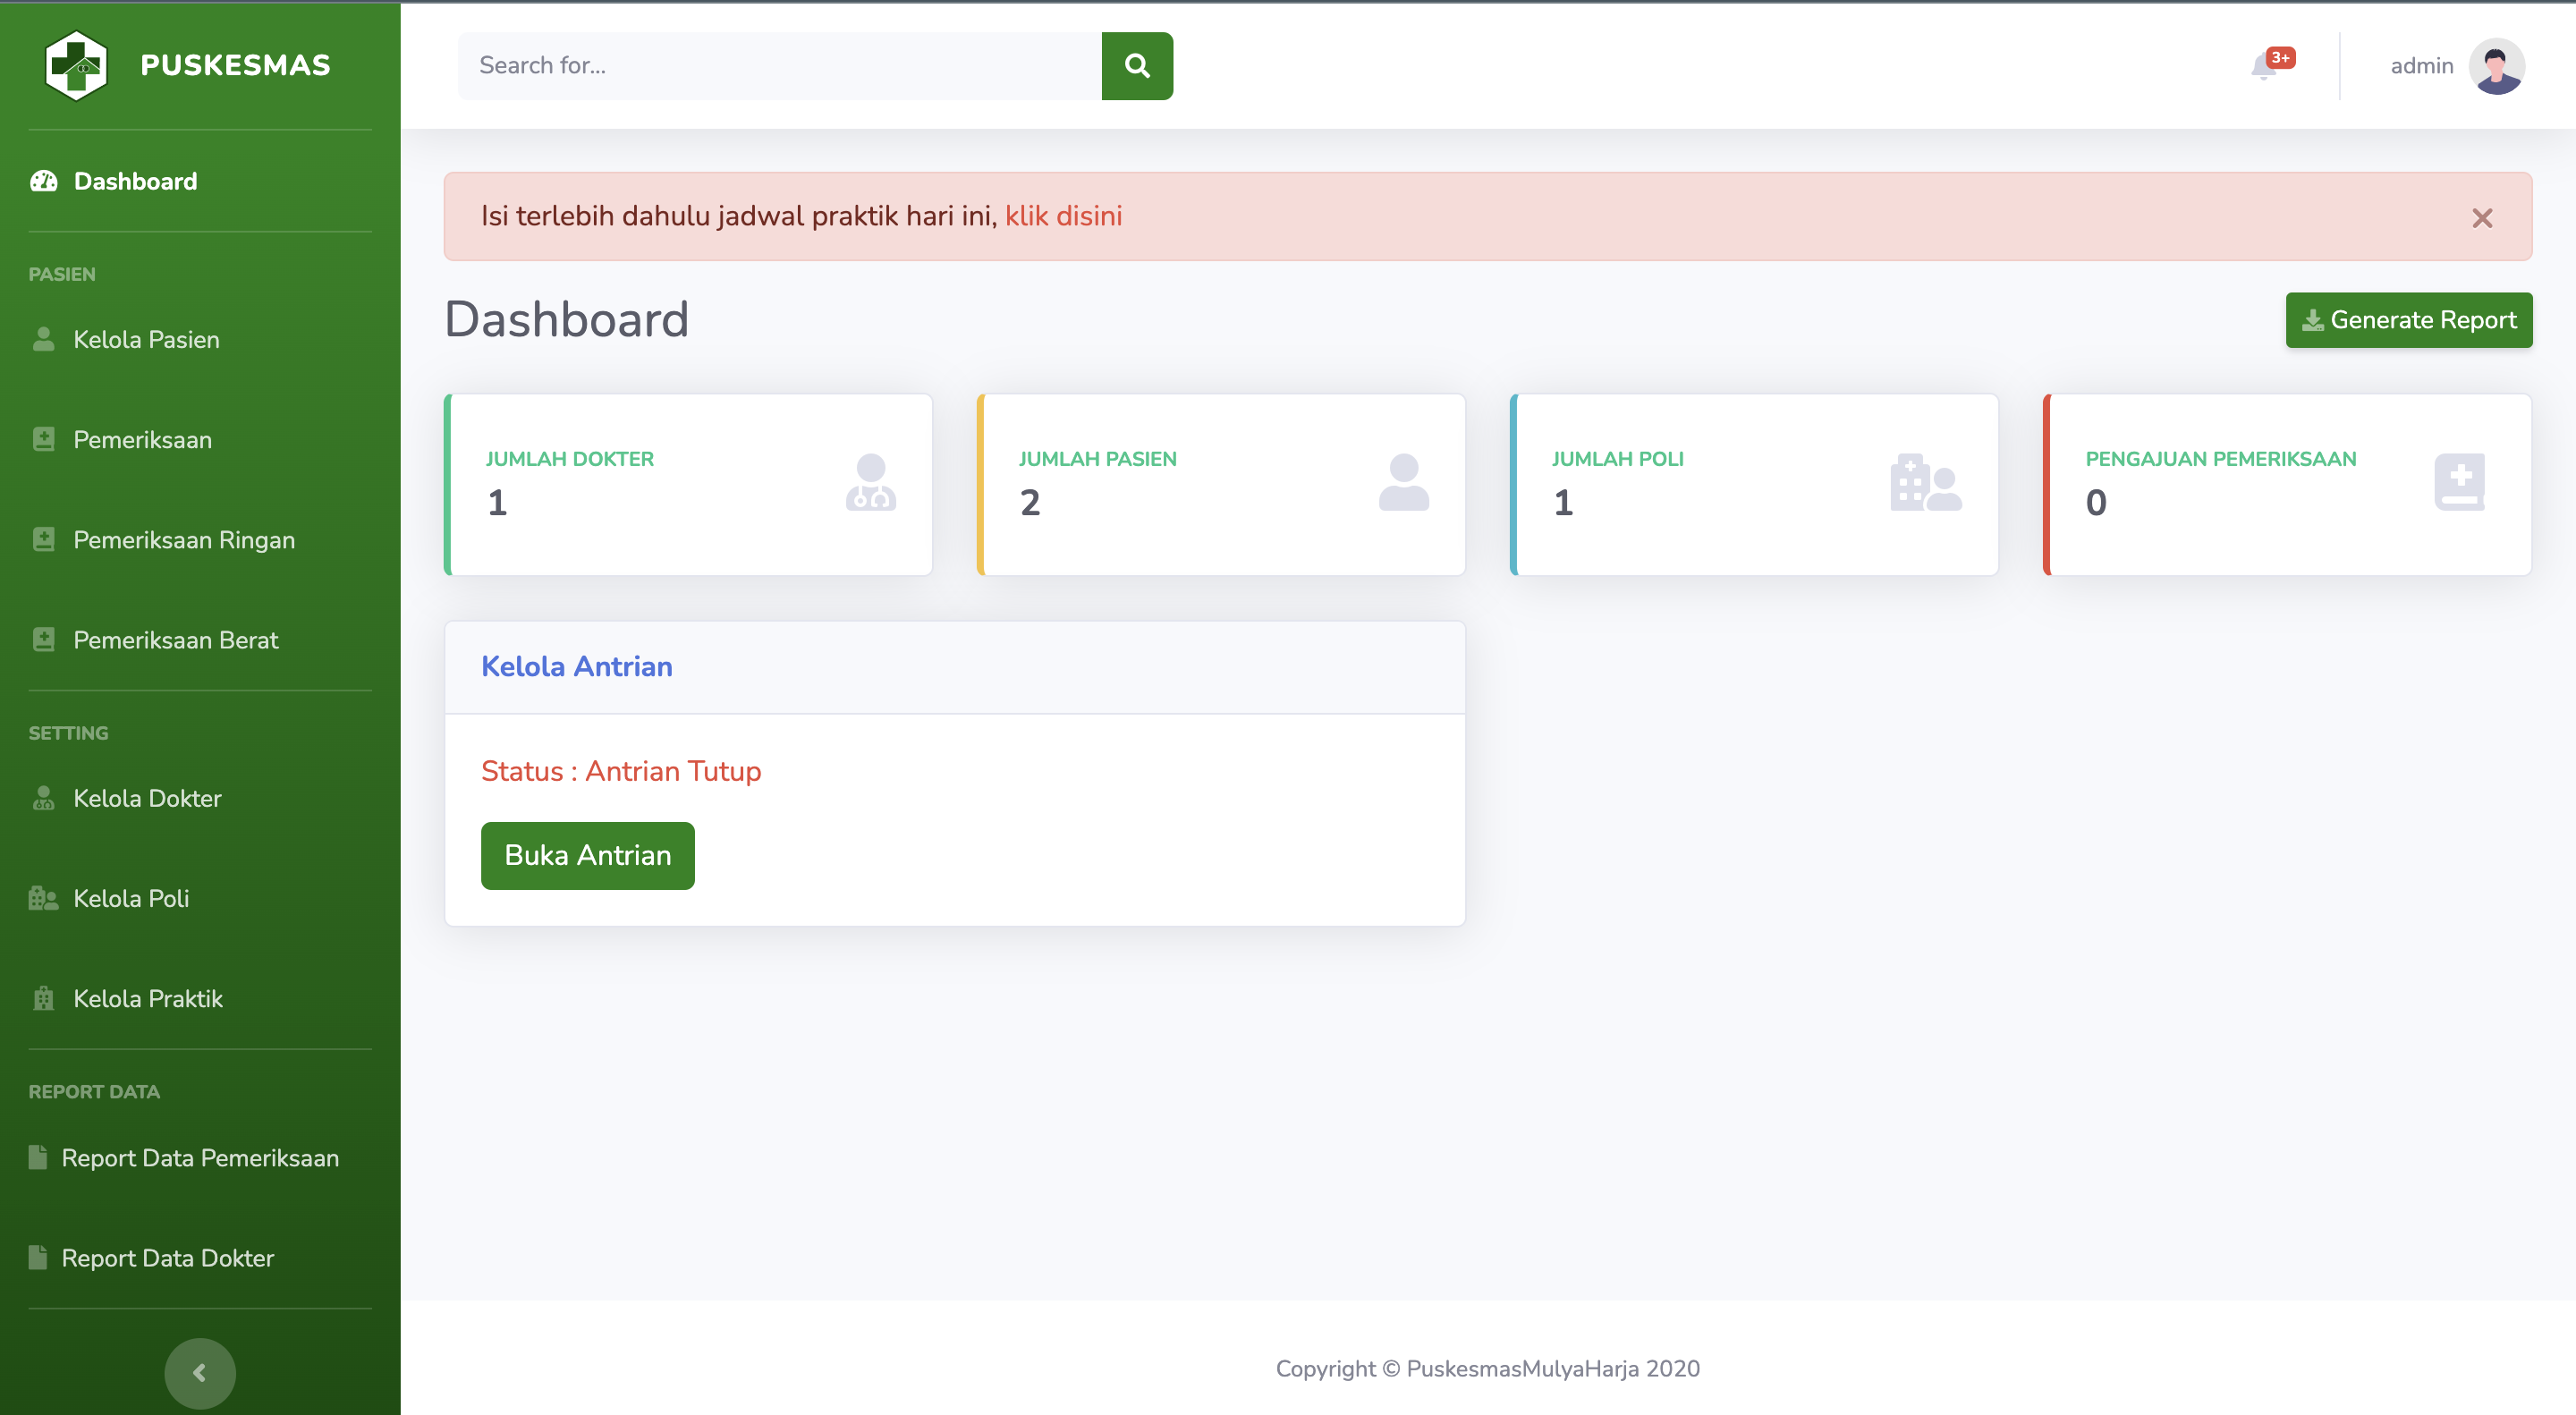 PUSKESMAS
Search for...
3+
admin
Dashboard
PASIEN
Kelola Pasien
Pemeriksaan
Pemeriksaan Ringan
Pemeriksaan Berat
SETTING
Kelola Dokter
Kelola Poli
Kelola Praktik
REPORT DATA
Report Data Pemeriksaan
Report Data Dokter
Isi terlebih dahulu jadwal praktik hari ini, klik disini
×
Dashboard
Generate Report
JUMLAH DOKTER
1
JUMLAH PASIEN
2
JUMLAH POLI
1
PENGAJUAN PEMERIKSAAN
0
Kelola Antrian
Status : Antrian Tutup
Buka Antrian
Copyright © PuskesmasMulyaHarja 2020